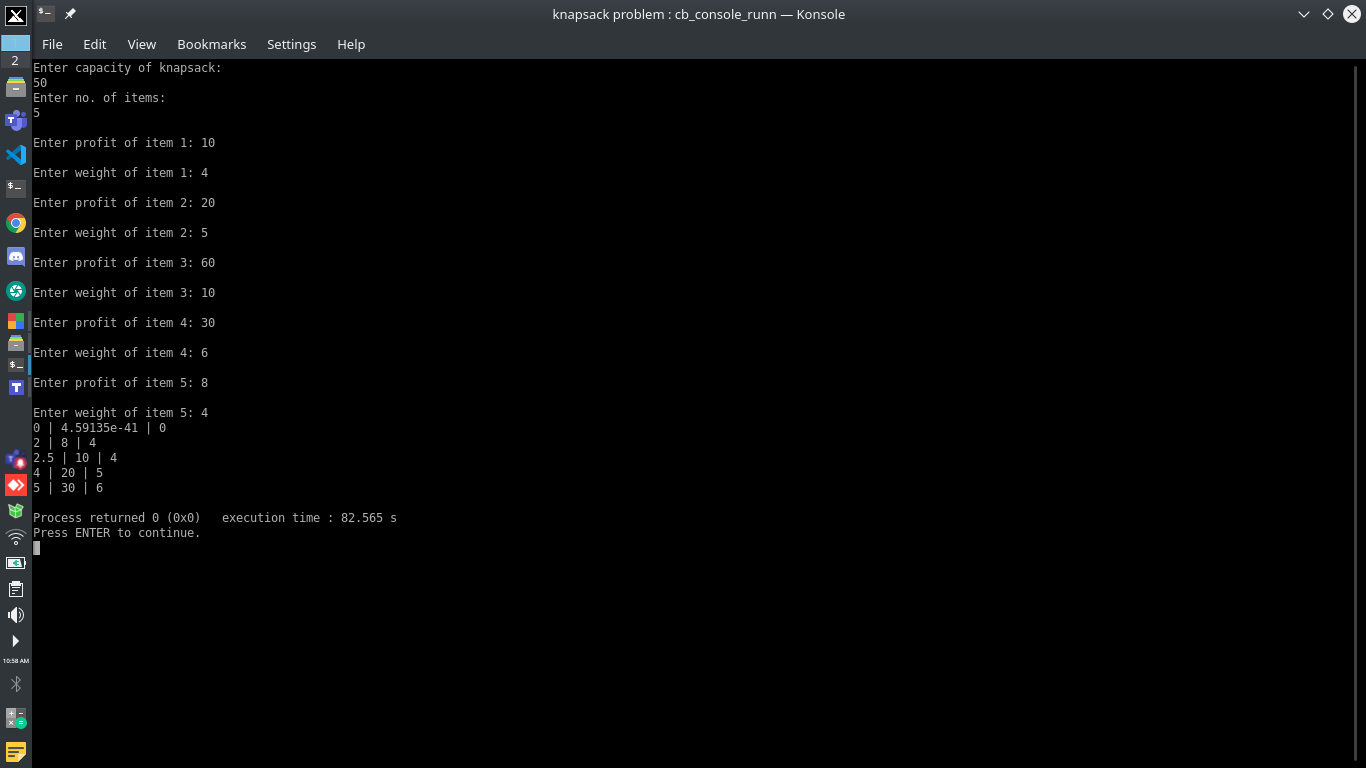 knapsack problem : cb_console_runn — Konsole
File Edit View Bookmarks Settings Help
2
Enter capacity of knapsack:
50
Enter no. of items:
5
Enter profit of item 1: 10
Enter weight of item 1: 4
Enter profit of item 2: 20
Enter weight of item 2: 5
Enter profit of item 3: 60
Enter weight of item 3: 10
Enter profit of item 4: 30
Enter weight of item 4: 6
Enter profit of item 5: 8
Enter weight of item 5: 4
0 | 4.59135e-41 | 0
2 | 8 | 4
2.5 | 10 | 4
4 | 20 | 5
5 | 30 | 6
Process returned 0 (0x0)   execution time : 82.565 s
Press ENTER to continue.
10:58 AM